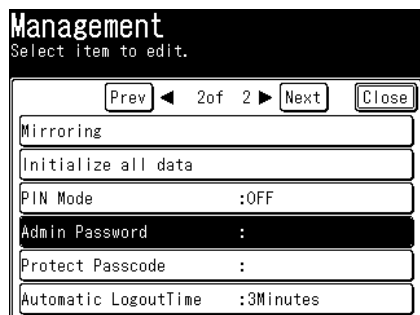 Management
Select item to edit.
Prev ◀ 2of 2 ▶ Next Close
Mirroring
Initialize all data
PIN Mode :OFF
Admin Password :
Protect Passcode :
Automatic LogoutTime :3Minutes